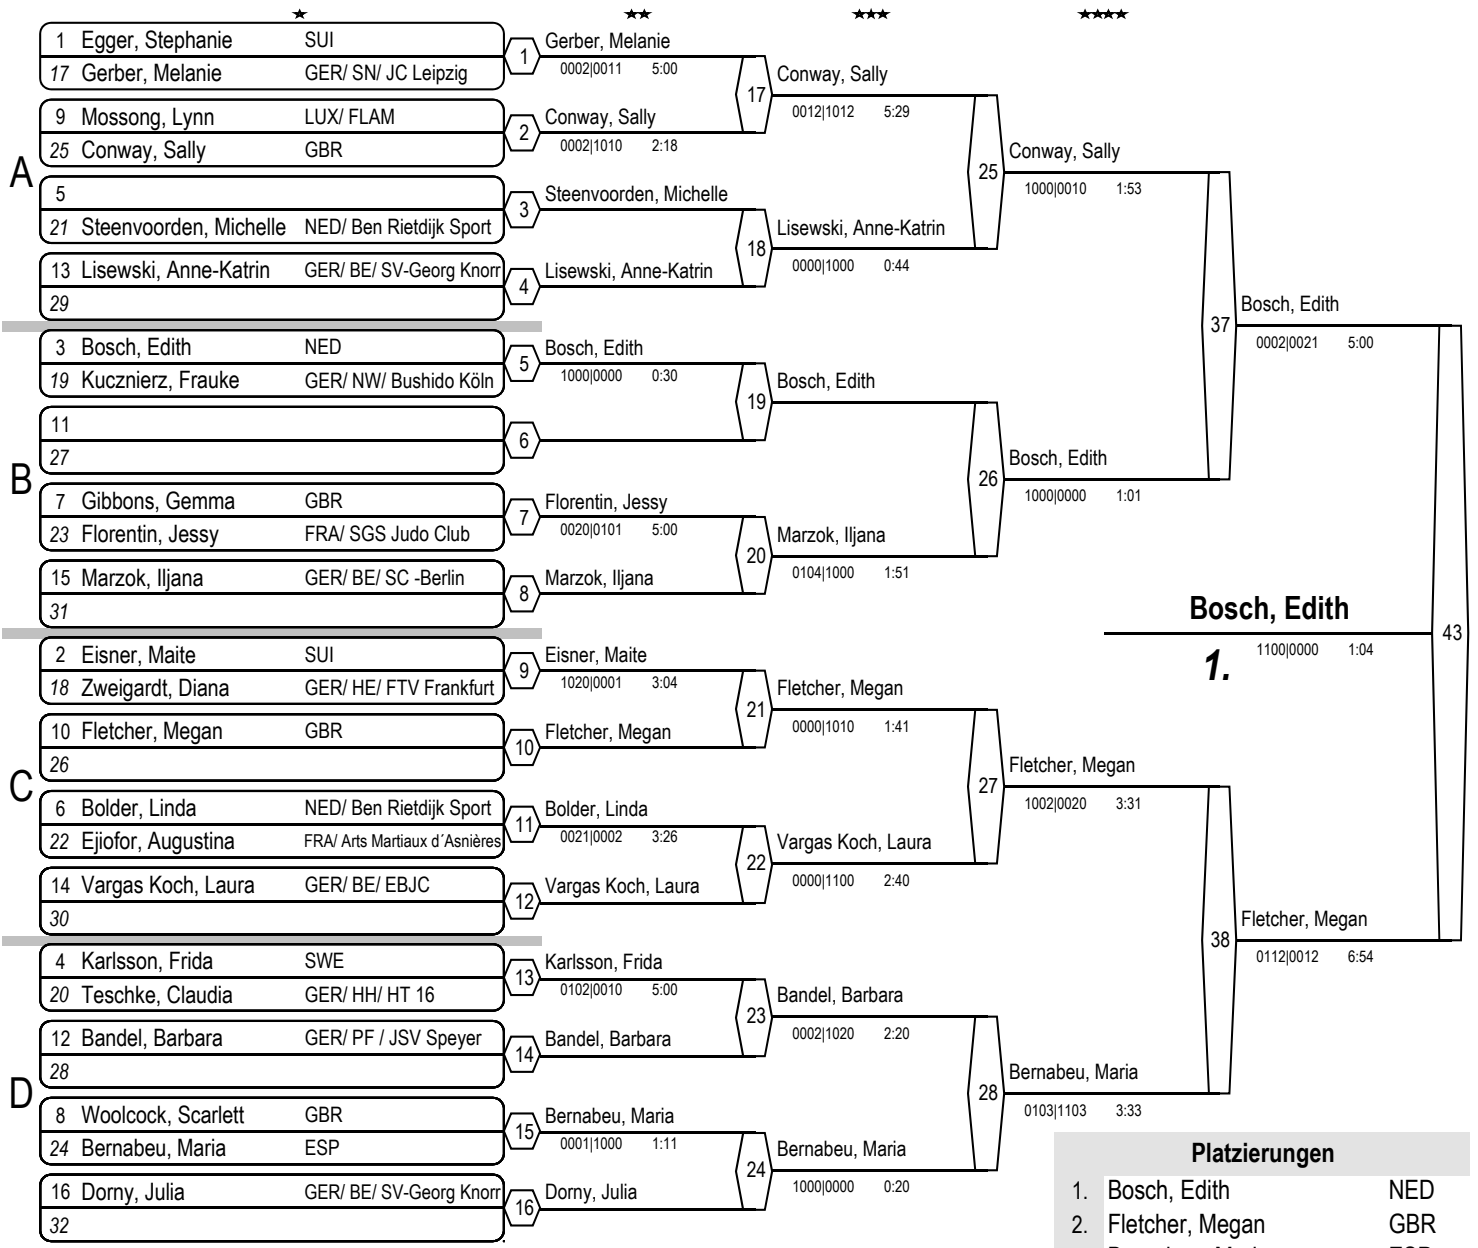 ★ ★★ ★★★ ★★★★
A
1 Egger, Stephanie SUI
17 Gerber, Melanie GER/ SN/ JC Leipzig
9 Mossong, Lynn LUX/ FLAM
25 Conway, Sally GBR
5
21 Steenvoorden, Michelle NED/ Ben Rietdijk Sport
13 Lisewski, Anne-Katrin GER/ BE/ SV-Georg Knorr
29
B
3 Bosch, Edith NED
19 Kucznierz, Frauke GER/ NW/ Bushido Köln
11
27
7 Gibbons, Gemma GBR
23 Florentin, Jessy FRA/ SGS Judo Club
15 Marzok, Iljana GER/ BE/ SC -Berlin
31
C
2 Eisner, Maite SUI
18 Zweigardt, Diana GER/ HE/ FTV Frankfurt
10 Fletcher, Megan GBR
26
6 Bolder, Linda NED/ Ben Rietdijk Sport
22 Ejiofor, Augustina FRA/ Arts Martiaux d´Asnières
14 Vargas Koch, Laura GER/ BE/ EBJC
30
D
4 Karlsson, Frida SWE
20 Teschke, Claudia GER/ HH/ HT 16
12 Bandel, Barbara GER/ PF / JSV Speyer
28
8 Woolcock, Scarlett GBR
24 Bernabeu, Maria ESP
16 Dorny, Julia GER/ BE/ SV-Georg Knorr
32
1 Gerber, Melanie
0002|0011 5:00
2 Conway, Sally
0002|1010 2:18
3 Steenvoorden, Michelle
4 Lisewski, Anne-Katrin
5 Bosch, Edith
1000|0000 0:30
6
7 Florentin, Jessy
0020|0101 5:00
8 Marzok, Iljana
9 Eisner, Maite
1020|0001 3:04
10 Fletcher, Megan
11 Bolder, Linda
0021|0002 3:26
12 Vargas Koch, Laura
13 Karlsson, Frida
0102|0010 5:00
14 Bandel, Barbara
15 Bernabeu, Maria
0001|1000 1:11
16 Dorny, Julia
17 Conway, Sally
0012|1012 5:29
18 Lisewski, Anne-Katrin
0000|1000 0:44
19 Bosch, Edith
20 Marzok, Iljana
0104|1000 1:51
21 Fletcher, Megan
0000|1010 1:41
22 Vargas Koch, Laura
0000|1100 2:40
23 Bandel, Barbara
0002|1020 2:20
24 Bernabeu, Maria
1000|0000 0:20
25 Conway, Sally
1000|0010 1:53
26 Bosch, Edith
1000|0000 1:01
27 Fletcher, Megan
1002|0020 3:31
28 Bernabeu, Maria
0103|1103 3:33
37 Bosch, Edith
0002|0021 5:00
38 Fletcher, Megan
0112|0012 6:54
43 Bosch, Edith
1. 1100|0000 1:04
Platzierungen
1. Bosch, Edith NED
2. Fletcher, Megan GBR